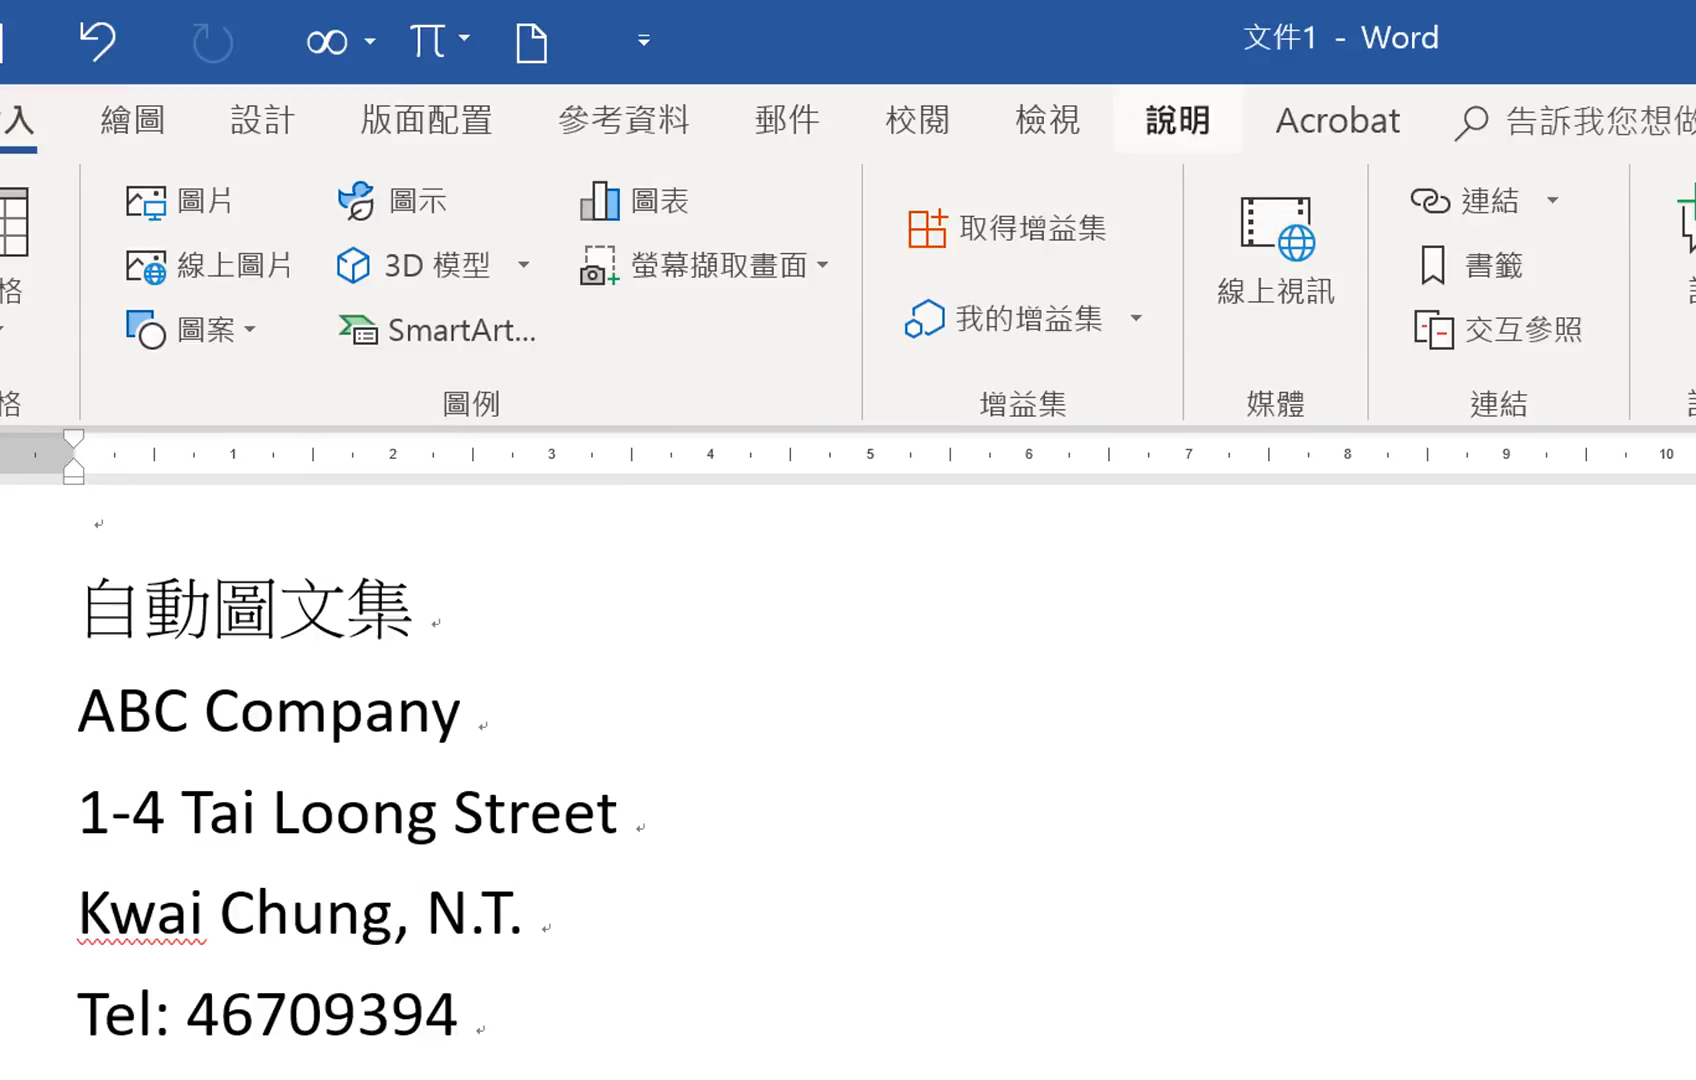 文件1 - Word
入 繪圖 設計 版面配置 參考資料 郵件 校閱 檢視 說明 Acrobat 告訴我您想做
圖片 圖示 圖表 取得增益集 連結
線上圖片 3D 模型 螢幕擷取畫面 線上視訊 書籤
格 圖案 SmartArt... 我的增益集 交互參照
格 圖例 增益集 媒體 連結
1 2 3 4 5 6 7 8 9 10
自動圖文集
ABC Company
1-4 Tai Loong Street
Kwai Chung, N.T.
Tel: 46709394